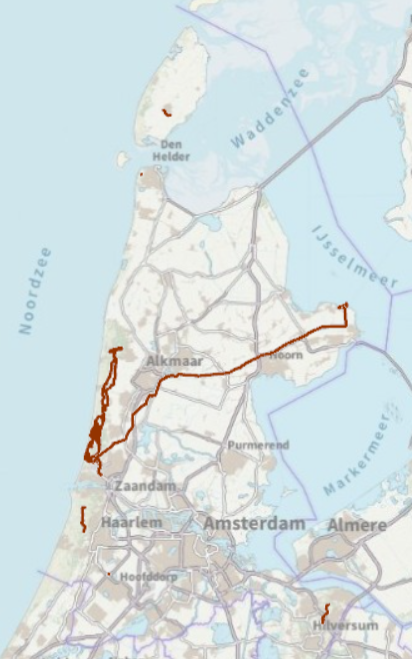 Waddenzee
Den
Helder
IJsselmeer
Noordzee
Alkmaar
Hoorn
Markermeer
Purmerend
Zaandam
Haarlem
Amsterdam
Almere
Hoofddorp
Hilversum